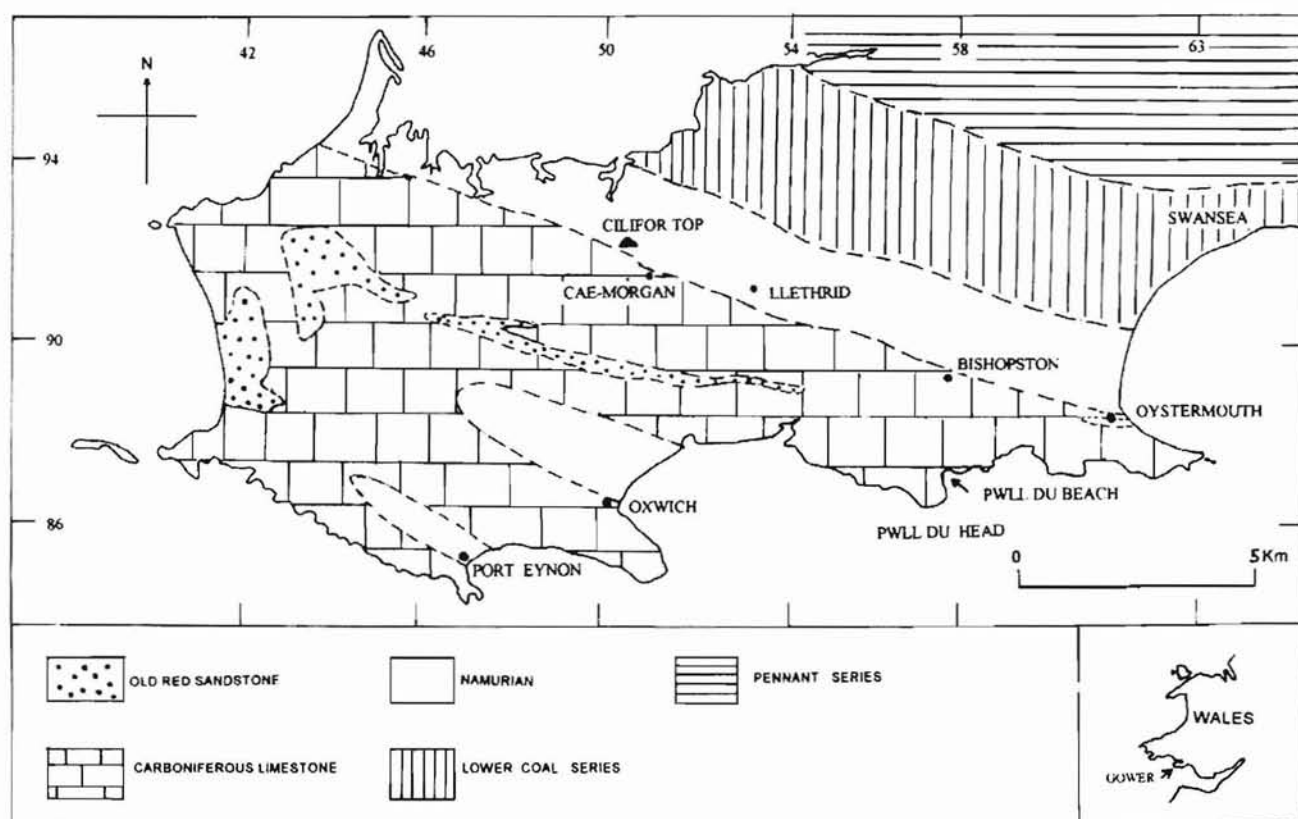 42 46 50 54 58 63
N
94
SWANSEA
CILIFOR TOP
CAE-MORGAN
LLETHRID
90
BISHOPSTON
OYSTERMOUTH
PWLL DU BEACH
OXWICH
86
PWLL DU HEAD
0 5Km
PORT EYNON
OLD RED SANDSTONE
NAMURIAN
PENNANT SERIES
WALES
CARBONIFEROUS LIMESTONE
LOWER COAL SERIES
GOWER